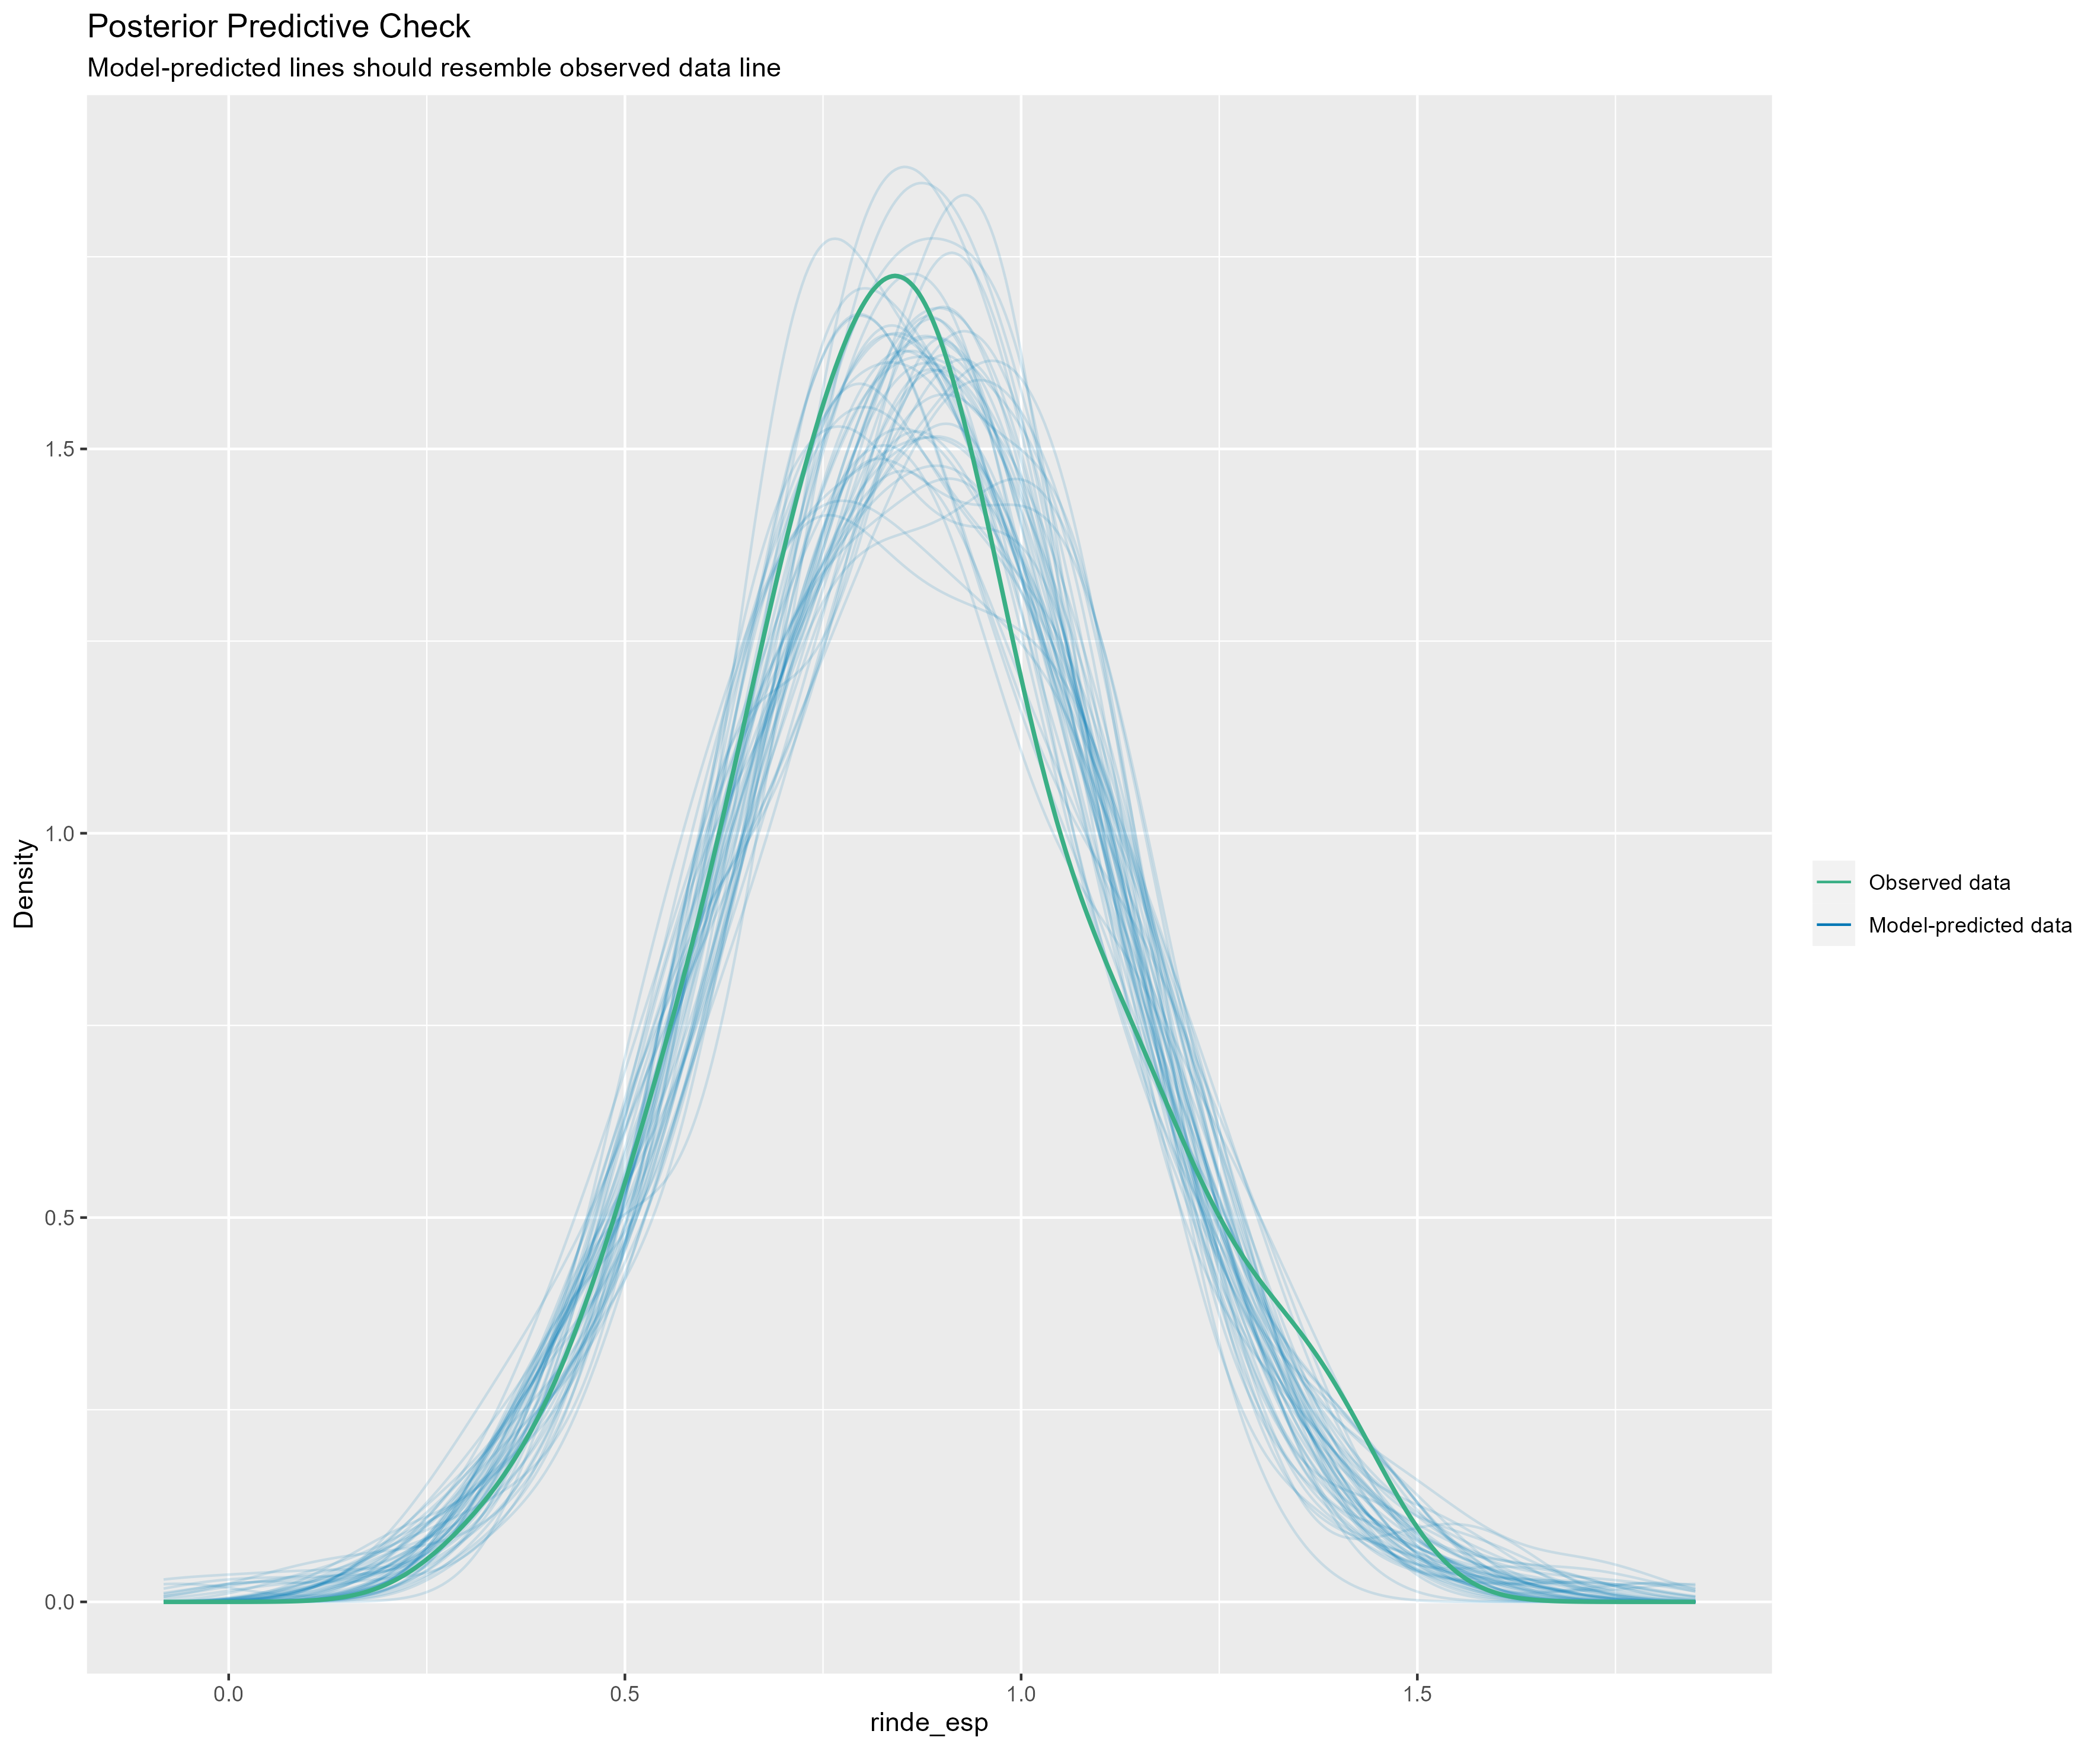 Posterior Predictive Check
Model-predicted lines should resemble observed data line
Density
1.5
1.0
0.5
0.0
0.0
0.5
1.0
1.5
rinde_esp
Observed data
Model-predicted data